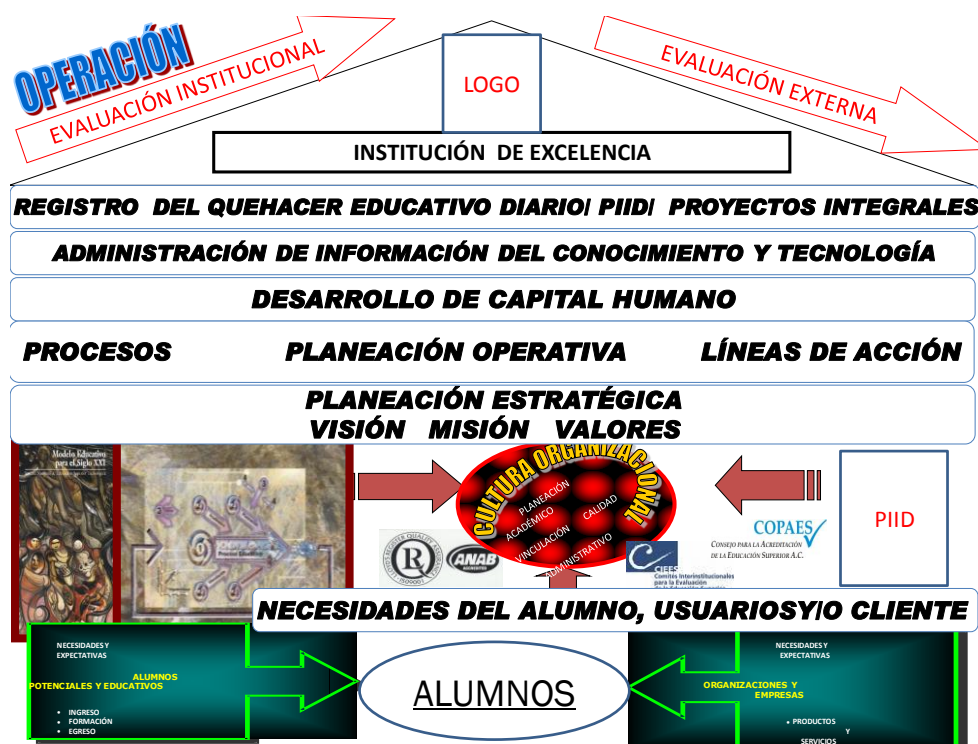 OPERACIÓN
EVALUACIÓN INSTITUCIONAL
EVALUACIÓN EXTERNA
LOGO
INSTITUCIÓN DE EXCELENCIA
REGISTRO DEL QUEHACER EDUCATIVO DIARIO/ PIID/ PROYECTOS INTEGRALES
ADMINISTRACIÓN DE INFORMACIÓN DEL CONOCIMIENTO Y TECNOLOGÍA
DESARROLLO DE CAPITAL HUMANO
PROCESOS PLANEACIÓN OPERATIVA LÍNEAS DE ACCIÓN
PLANEACIÓN ESTRATÉGICA
VISIÓN MISIÓN VALORES
Modelo Educativo
para el Siglo XXI
CULTURA ORGANIZACIONAL
PLANEACIÓN
ACADÉMICO
CALIDAD
VINCULACIÓN
ADMINISTRATIVO
R
ISO9001
ANAB
ACCREDITED
CIEES
Comités Interinstitucionales
para la Evaluación
COPAES
CONSEJO PARA LA ACREDITACIÓN
DE LA EDUCACIÓN SUPERIOR A.C.
PIID
NECESIDADES DEL ALUMNO, USUARIOSY/O CLIENTE
NECESIDADES Y
EXPECTATIVAS
ALUMNOS
POTENCIALES Y EDUCATIVOS
• INGRESO
• FORMACIÓN
• EGRESO
ALUMNOS
NECESIDADES Y
EXPECTATIVAS
ORGANIZACIONES Y
EMPRESAS
• PRODUCTOS
Y
SERVICIOS